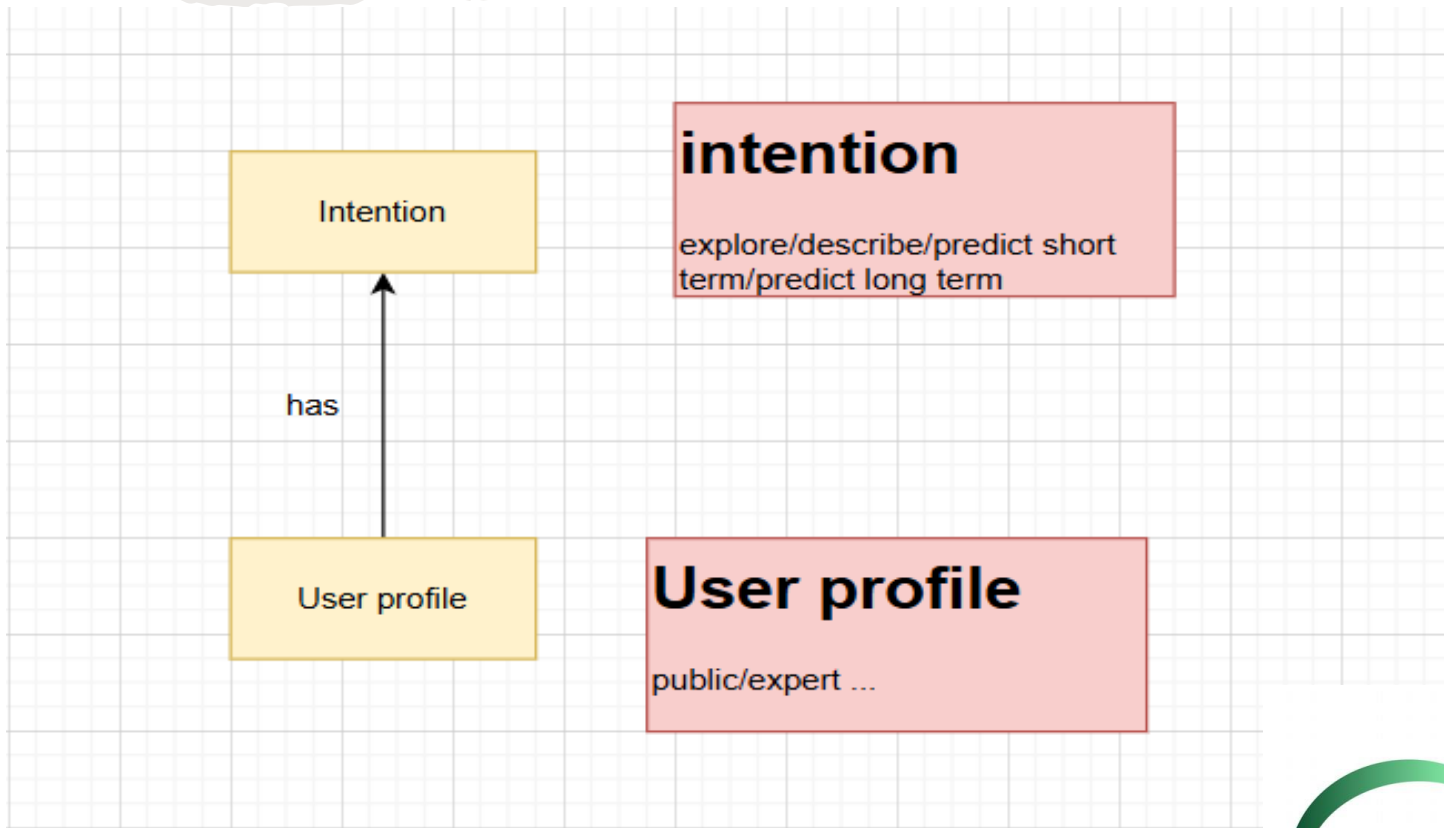 Intention
intention
explore/describe/predict short
term/predict long term
has
User profile
User profile
public/expert ...